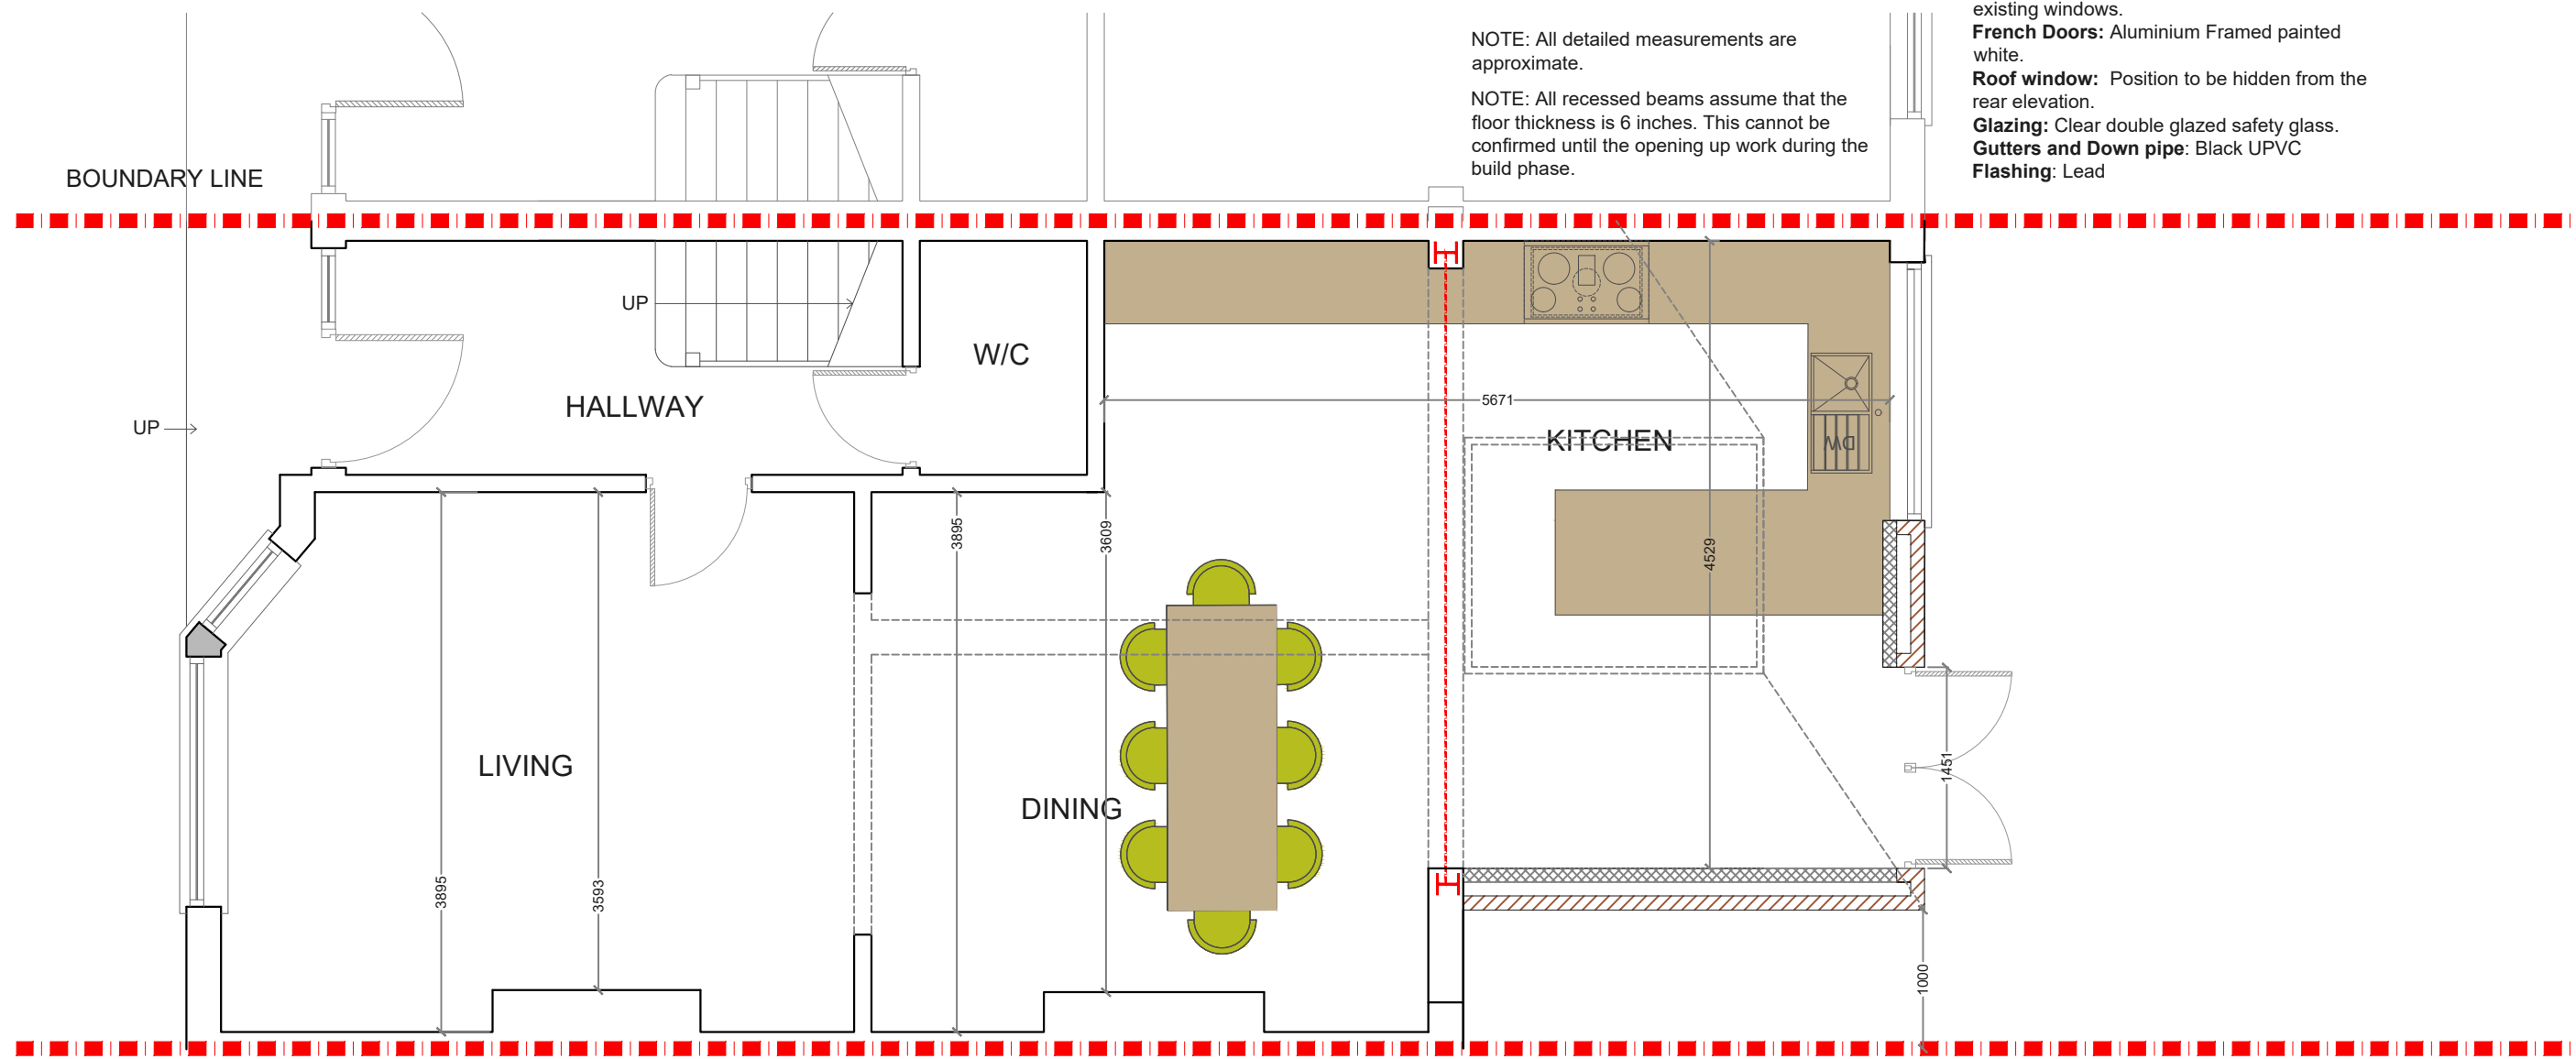 existing windows.
French Doors: Aluminium Framed painted
white.
Roof window: Position to be hidden from the
rear elevation.
Glazing: Clear double glazed safety glass.
Gutters and Down pipe: Black UPVC
Flashing: Lead
NOTE: All detailed measurements are
approximate.
NOTE: All recessed beams assume that the
floor thickness is 6 inches. This cannot be
confirmed until the opening up work during the
build phase.
BOUNDARY LINE
UP
W/C
HALLWAY
UP
5671
KITCHEN
DW
3895
3609
4529
LIVING
DINING
1451
3895
3593
1000